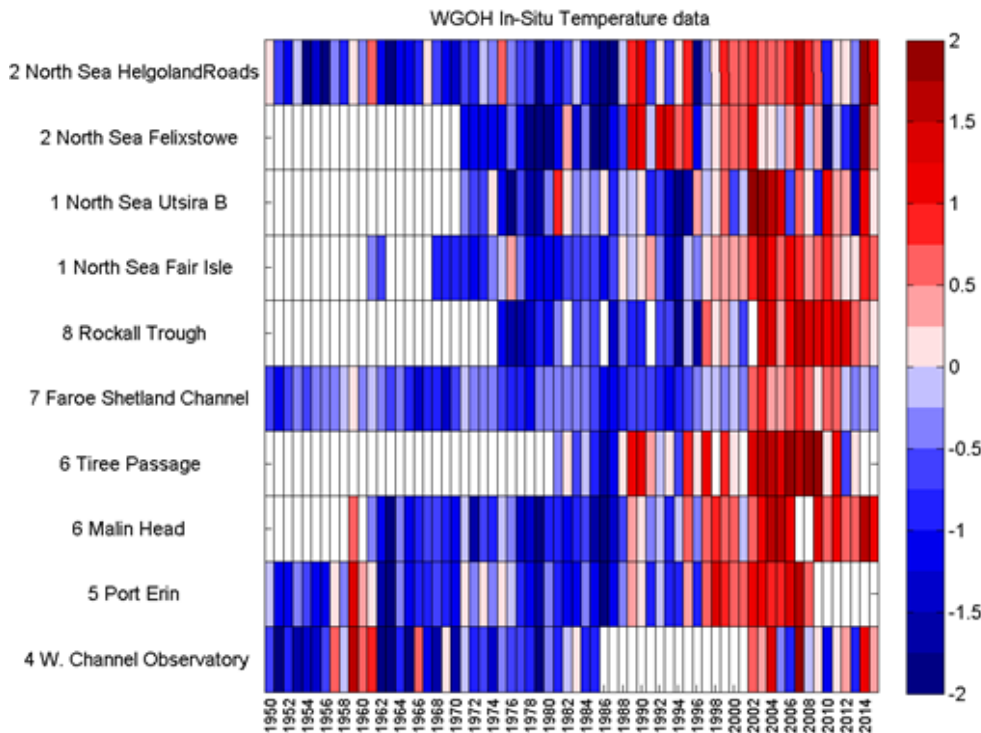 WGOH In-Situ Temperature data
2 North Sea HelgolandRoads
2 North Sea Felixstowe
1 North Sea Utsira B
1 North Sea Fair Isle
8 Rockall Trough
7 Faroe Shetland Channel
6 Tiree Passage
6 Malin Head
5 Port Erin
4 W. Channel Observatory
1950 1952 1954 1956 1958 1960 1962 1964 1966 1968 1970 1972 1974 1976 1978 1980 1982 1984 1986 1988 1990 1992 1994 1996 1998 2000 2002 2004 2006 2008 2010 2012 2014
2
1.5
1
0.5
0
-0.5
-1
-1.5
-2